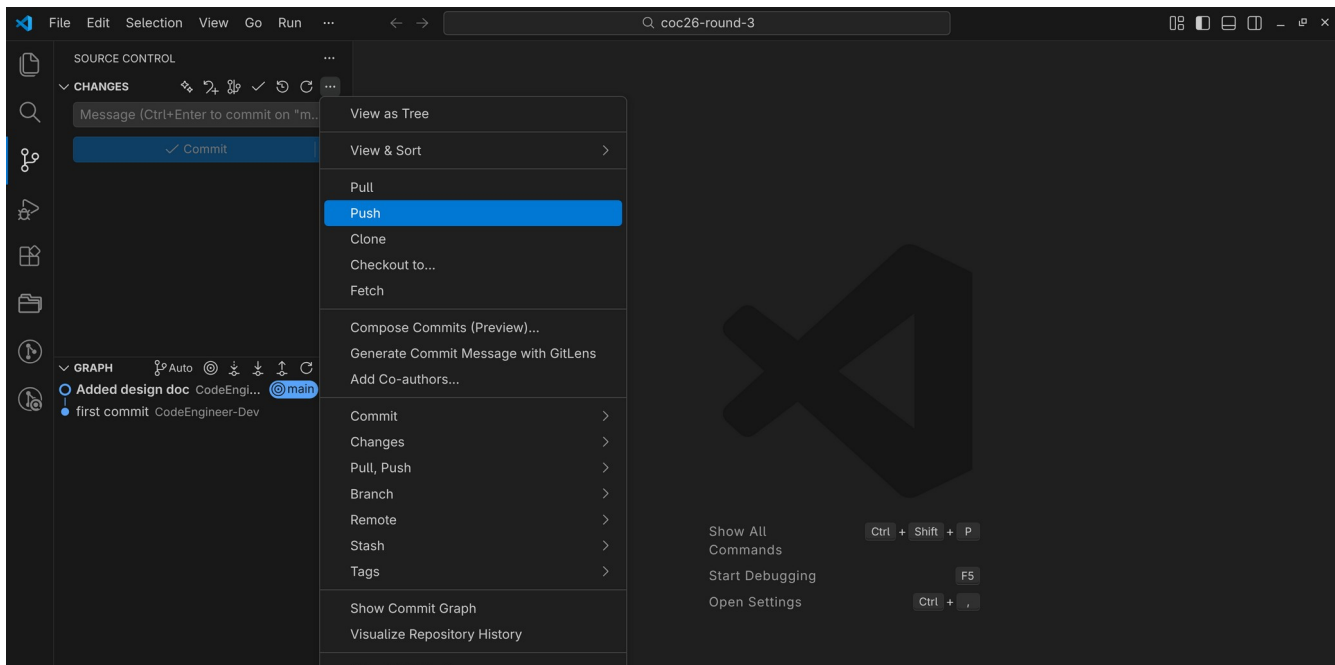 File Edit Selection View Go Run ···
coc26-round-3
SOURCE CONTROL ···
CHANGES ···
Message (Ctrl+Enter to commit on "m...
Commit
View as Tree
View & Sort
Pull
Push
Clone
Checkout to...
Fetch
Compose Commits (Preview)...
Generate Commit Message with GitLens
Add Co-authors...
Commit
Changes
Pull, Push
Branch
Remote
Stash
Tags
Show Commit Graph
Visualize Repository History
GRAPH Auto
Added design doc CodeEngi... main
first commit CodeEngineer-Dev
Show All Commands Ctrl + Shift + P
Start Debugging F5
Open Settings Ctrl + ,